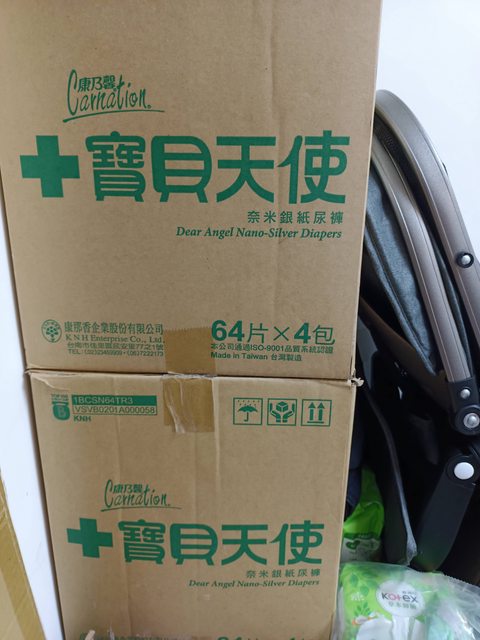 康乃馨
Carnation®
寶貝天使
奈米銀紙尿褲
Dear Angel Nano-Silver Diapers
康那香企業股份有限公司
KNH Enterprise Co., Ltd.
64片×4包
本公司通過ISO-9001品質系統認證
Made in Taiwan 台灣製造
1BCSN64TR3
VSVB0201A000058
KNH
康乃馨
Carnation®
寶貝天使
奈米銀紙尿褲
Dear Angel Nano-Silver Diapers
Kotex